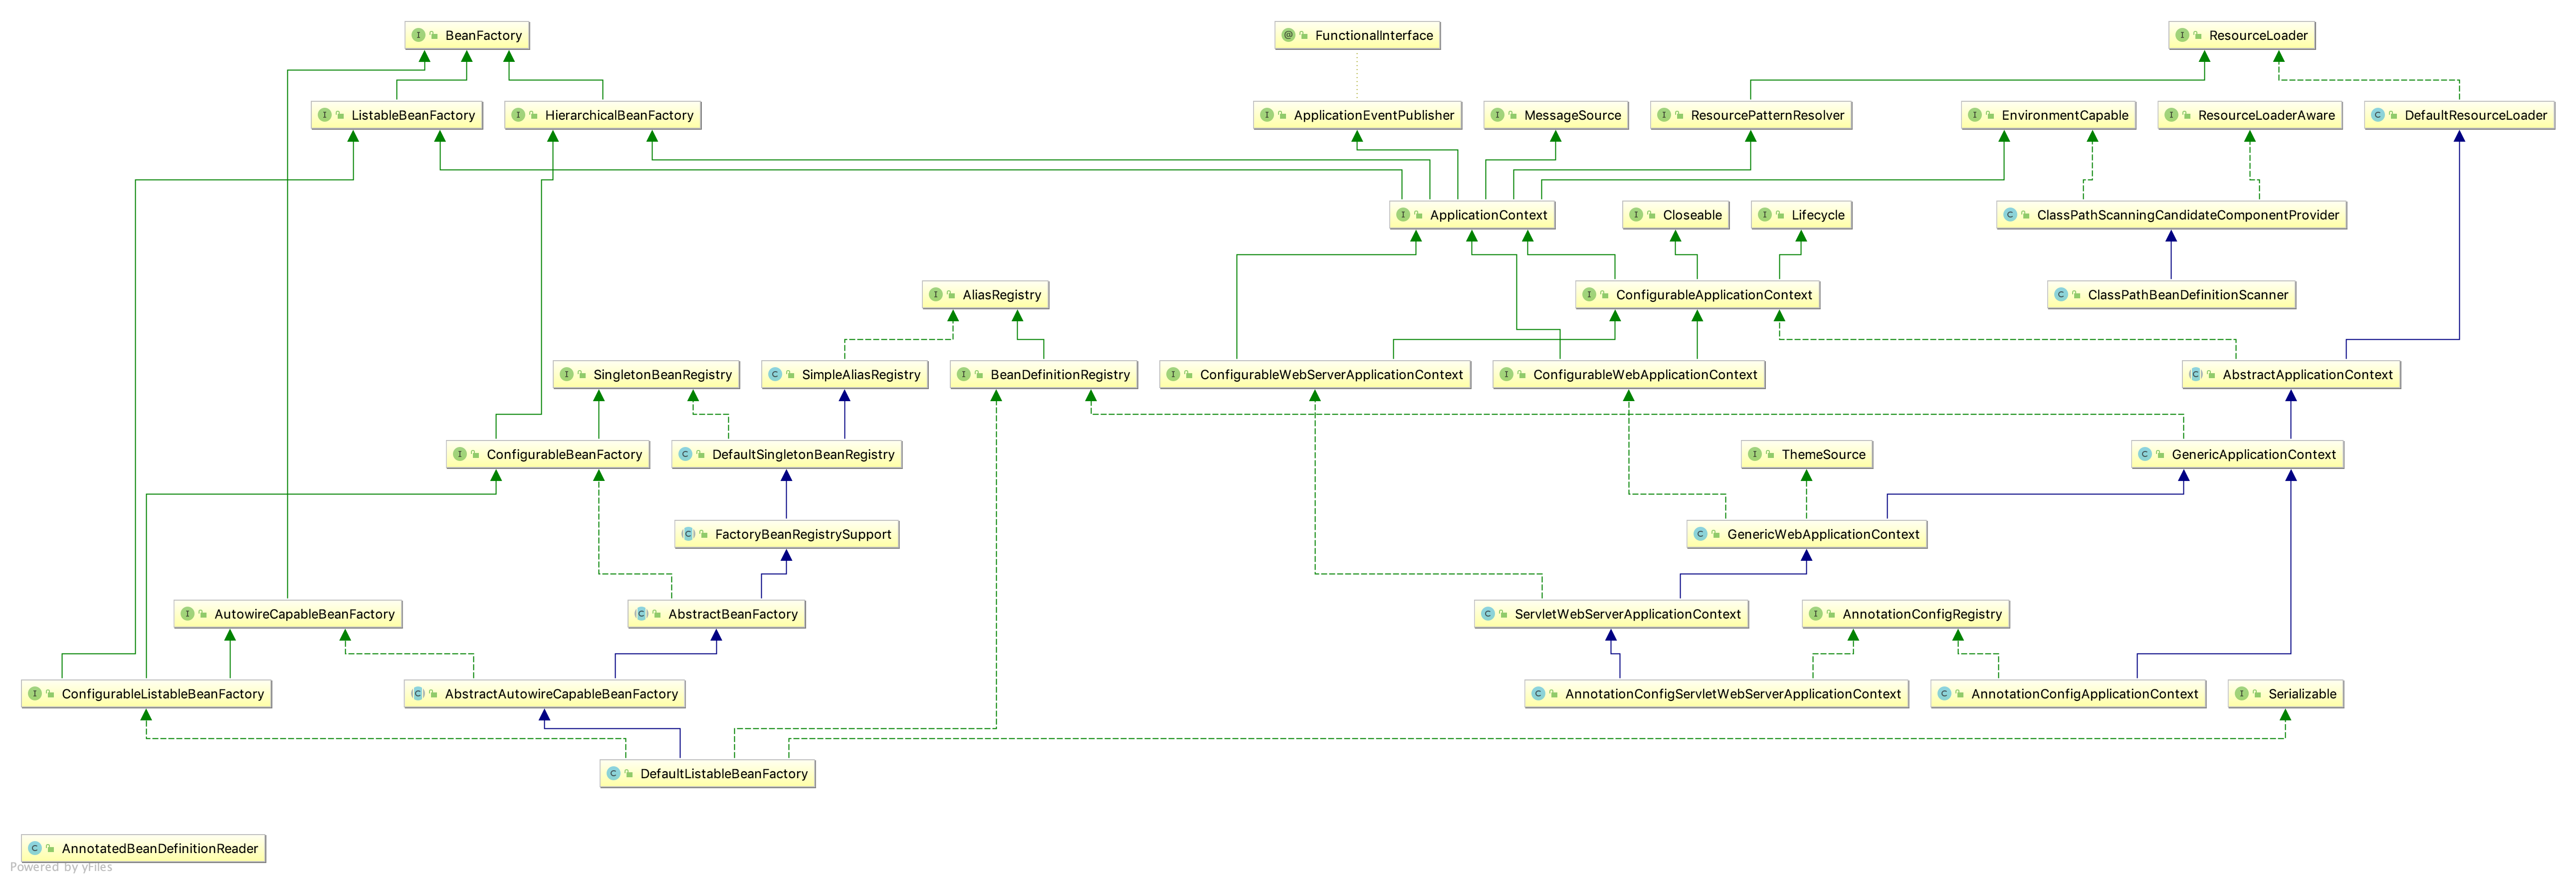 BeanFactory
FunctionalInterface
ResourceLoader
ListableBeanFactory
HierarchicalBeanFactory
ApplicationEventPublisher
MessageSource
ResourcePatternResolver
EnvironmentCapable
ResourceLoaderAware
DefaultResourceLoader
ApplicationContext
Closeable
Lifecycle
ClassPathScanningCandidateComponentProvider
AliasRegistry
ConfigurableApplicationContext
ClassPathBeanDefinitionScanner
SingletonBeanRegistry
SimpleAliasRegistry
BeanDefinitionRegistry
ConfigurableWebServerApplicationContext
ConfigurableWebApplicationContext
AbstractApplicationContext
ConfigurableBeanFactory
DefaultSingletonBeanRegistry
ThemeSource
GenericApplicationContext
FactoryBeanRegistrySupport
GenericWebApplicationContext
AutowireCapableBeanFactory
AbstractBeanFactory
ServletWebServerApplicationContext
AnnotationConfigRegistry
ConfigurableListableBeanFactory
AbstractAutowireCapableBeanFactory
AnnotationConfigServletWebServerApplicationContext
AnnotationConfigApplicationContext
Serializable
DefaultListableBeanFactory
AnnotatedBeanDefinitionReader
Powered by yFiles